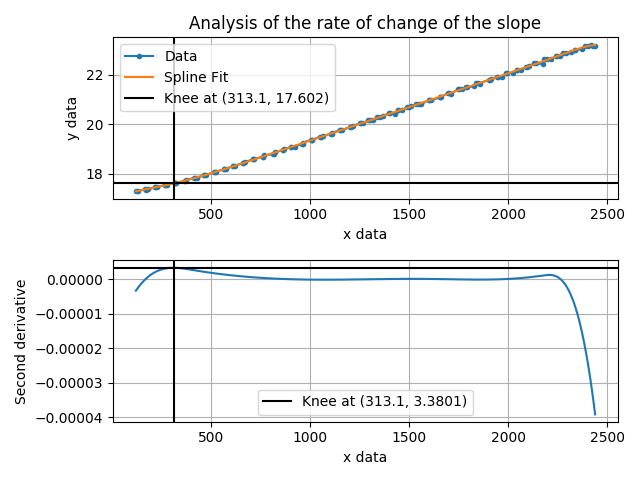 Analysis of the rate of change of the slope
Data
Spline Fit
Knee at (313.1, 17.602)
22
20
18
y data
500
1000
1500
2000
2500
x data
0.00000
−0.00001
−0.00002
−0.00003
−0.00004
Second derivative
Knee at (313.1, 3.3801)
500
1000
1500
2000
2500
x data